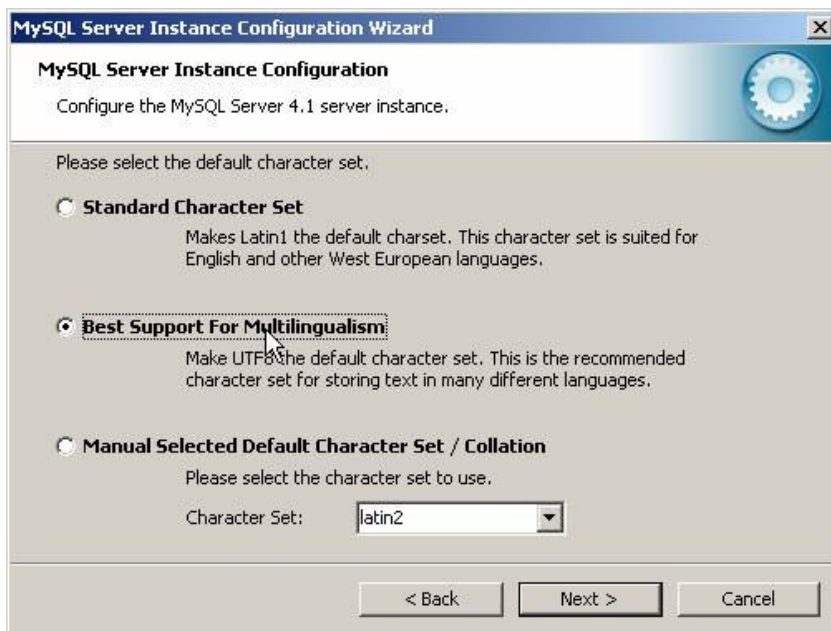 MySQL Server Instance Configuration Wizard
MySQL Server Instance Configuration
Configure the MySQL Server 4.1 server instance.
Please select the default character set.
Standard Character Set
Makes Latin1 the default charset. This character set is suited for
English and other West European languages.
Best Support For Multilingualism
Make UTF8 the default character set. This is the recommended
character set for storing text in many different languages.
Manual Selected Default Character Set / Collation
Please select the character set to use.
Character Set: latin2
< Back Next > Cancel